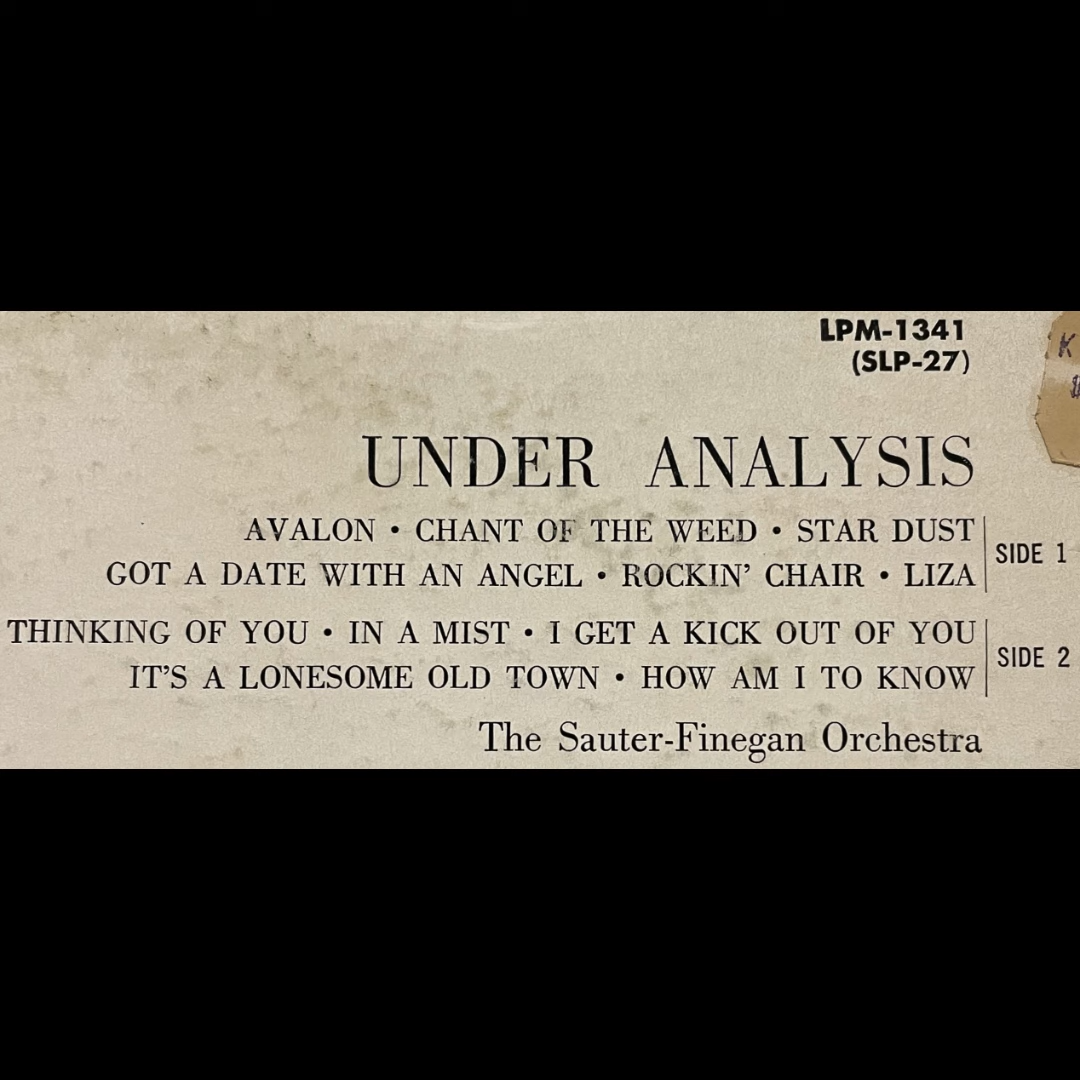 LPM-1341
(SLP-27)
K
UNDER ANALYSIS
AVALON • CHANT OF THE WEED • STAR DUST
GOT A DATE WITH AN ANGEL • ROCKIN’ CHAIR • LIZA
SIDE 1
THINKING OF YOU • IN A MIST • I GET A KICK OUT OF YOU
IT’S A LONESOME OLD TOWN • HOW AM I TO KNOW
SIDE 2
The Sauter-Finegan Orchestra